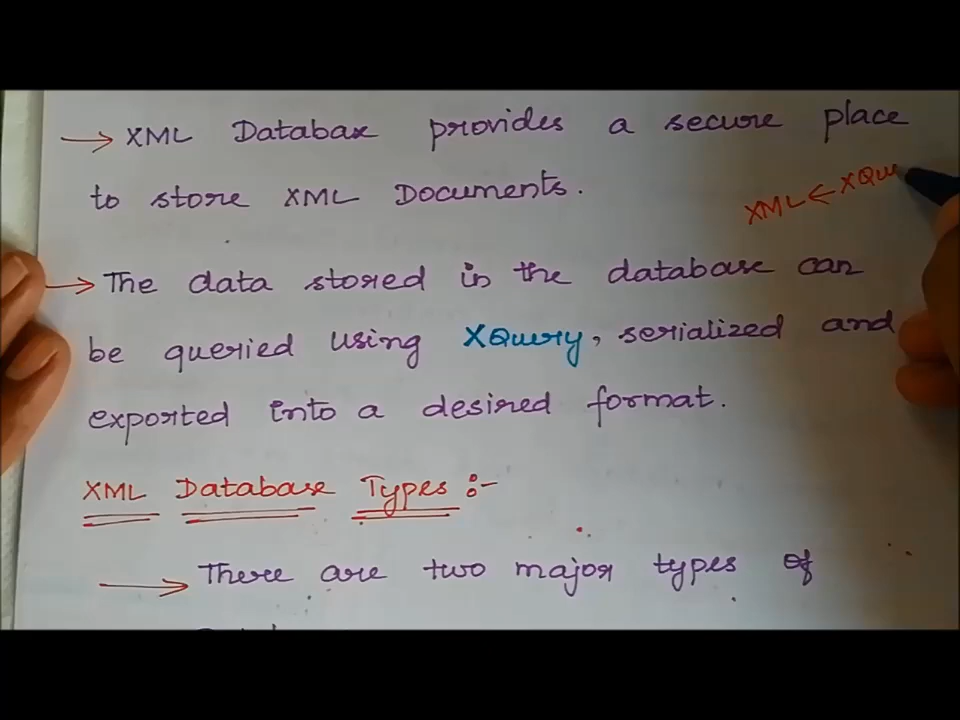 → XML Database provides a secure place
to store XML Documents.
XML ← XQu
→ The data stored in the database can
be queried using XQuery, serialized and
exported into a desired format.
XML Database Types :-
→ There are two major types of